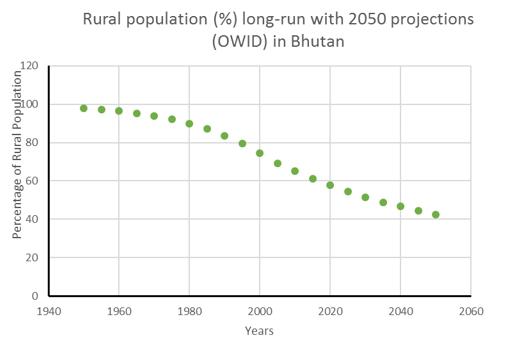 Rural population (%) long-run with 2050 projections
(OWID) in Bhutan
Percentage of Rural Population
120
100
80
60
40
20
0
1940 1960 1980 2000 2020 2040 2060
Years